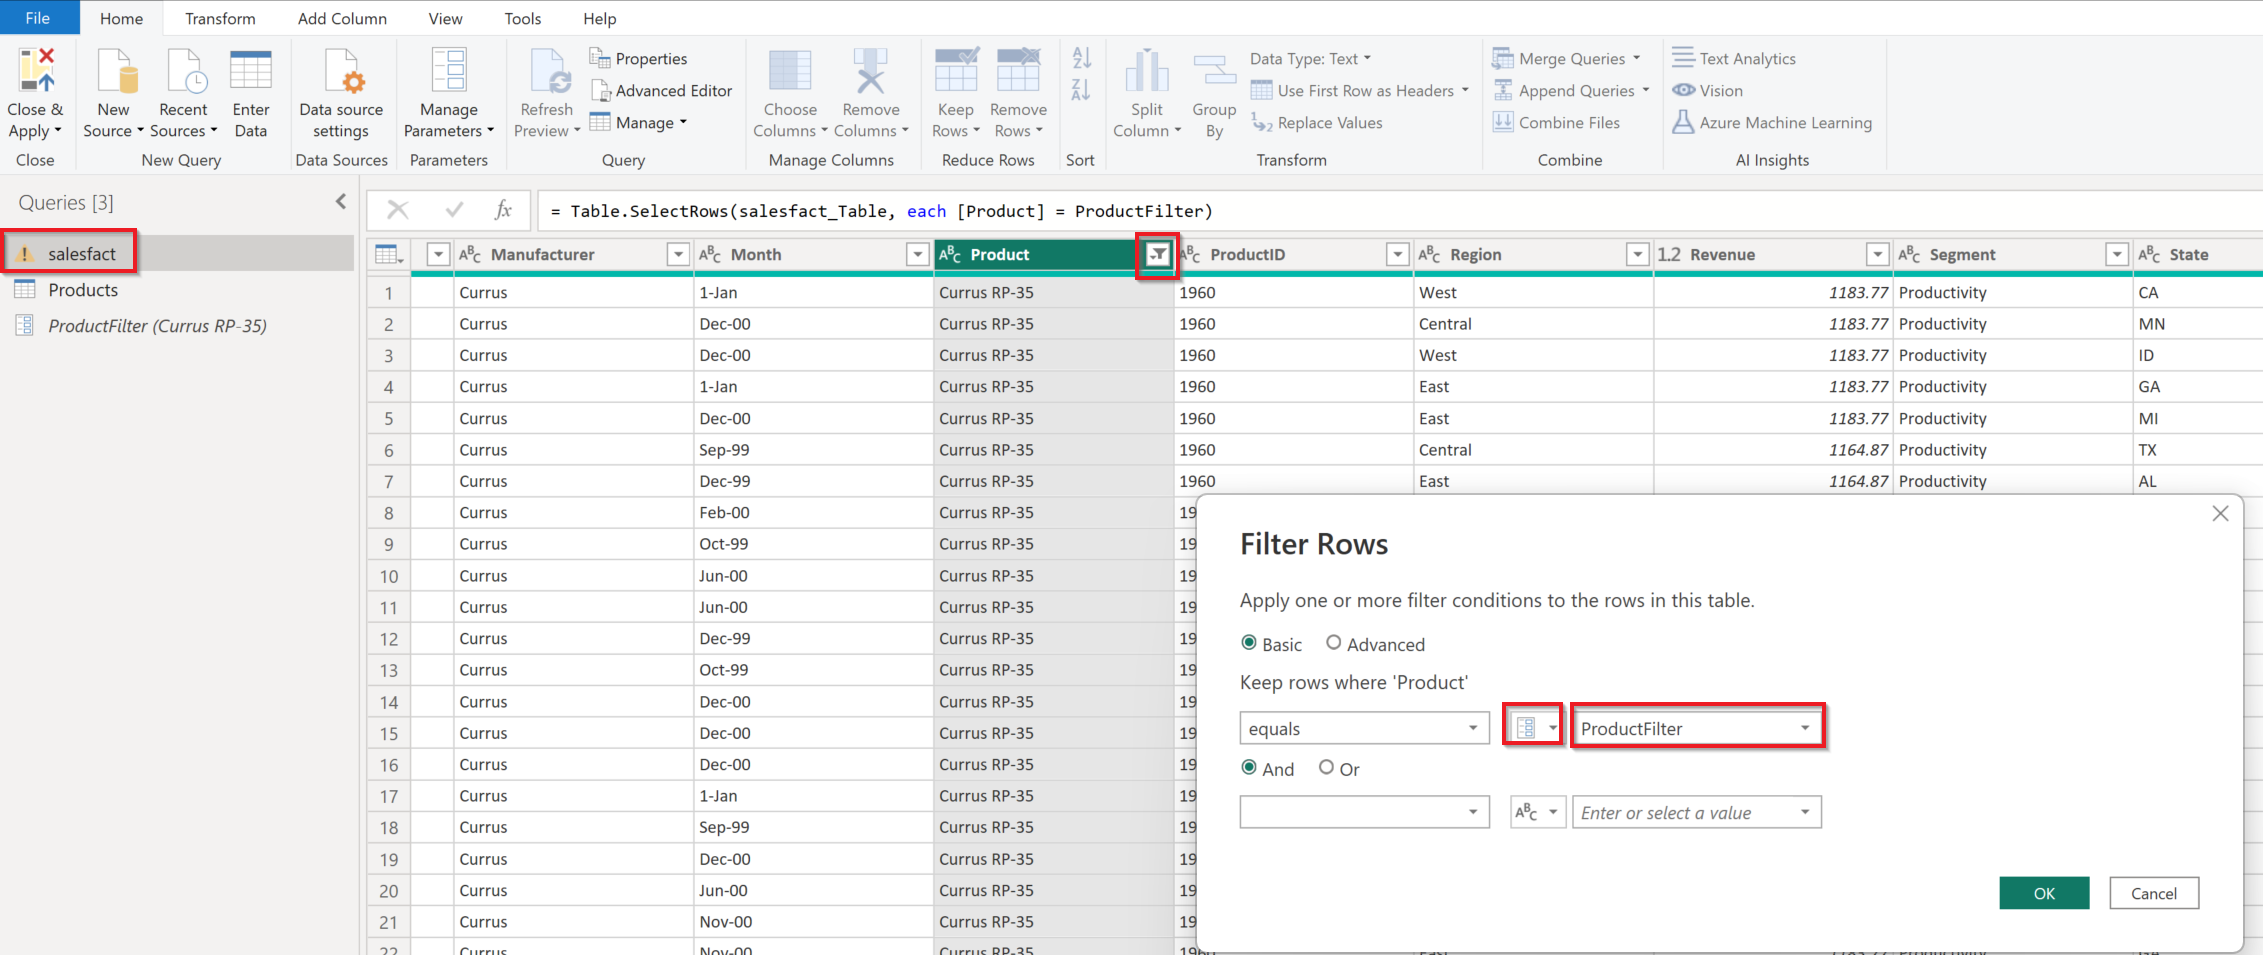 File Home Transform Add Column View Tools Help
Close & Apply New Source Recent Sources Enter Data Data source settings Manage Parameters Refresh Preview Properties Advanced Editor Manage Choose Columns Remove Columns Keep Rows Remove Rows Split Column Group By Data Type: Text Use First Row as Headers Replace Values Merge Queries Append Queries Combine Files Text Analytics Vision Azure Machine Learning
Close New Query Data Sources Parameters Query Manage Columns Reduce Rows Sort Transform Combine AI Insights
Queries [3]
salesfact
Products
ProductFilter (Currus RP-35)
fx = Table.SelectRows(salesfact_Table, each [Product] = ProductFilter)
ABC Manufacturer ABC Month ABC Product ABC ProductID ABC Region 1.2 Revenue ABC Segment ABC State
1 Currus 1-Jan Currus RP-35 1960 West 1183.77 Productivity CA
2 Currus Dec-00 Currus RP-35 1960 Central 1183.77 Productivity MN
3 Currus Dec-00 Currus RP-35 1960 West 1183.77 Productivity ID
4 Currus 1-Jan Currus RP-35 1960 East 1183.77 Productivity GA
5 Currus Dec-00 Currus RP-35 1960 East 1183.77 Productivity MI
6 Currus Sep-99 Currus RP-35 1960 Central 1164.87 Productivity TX
7 Currus Dec-99 Currus RP-35 1960 East 1164.87 Productivity AL
8 Currus Feb-00 Currus RP-35 19
9 Currus Oct-99 Currus RP-35 19
10 Currus Jun-00 Currus RP-35 19
11 Currus Jun-00 Currus RP-35 19
12 Currus Dec-99 Currus RP-35 19
13 Currus Oct-99 Currus RP-35 19
14 Currus Dec-00 Currus RP-35 19
15 Currus Dec-00 Currus RP-35 19
16 Currus Dec-00 Currus RP-35 19
17 Currus 1-Jan Currus RP-35 19
18 Currus Sep-99 Currus RP-35 19
19 Currus Dec-00 Currus RP-35 19
20 Currus Jun-00 Currus RP-35 19
21 Currus Nov-00 Currus RP-35 19
22 Currus Nov-00 Currus RP-35
Filter Rows
Apply one or more filter conditions to the rows in this table.
Basic Advanced
Keep rows where 'Product'
equals ProductFilter
And Or
ABC Enter or select a value
OK Cancel